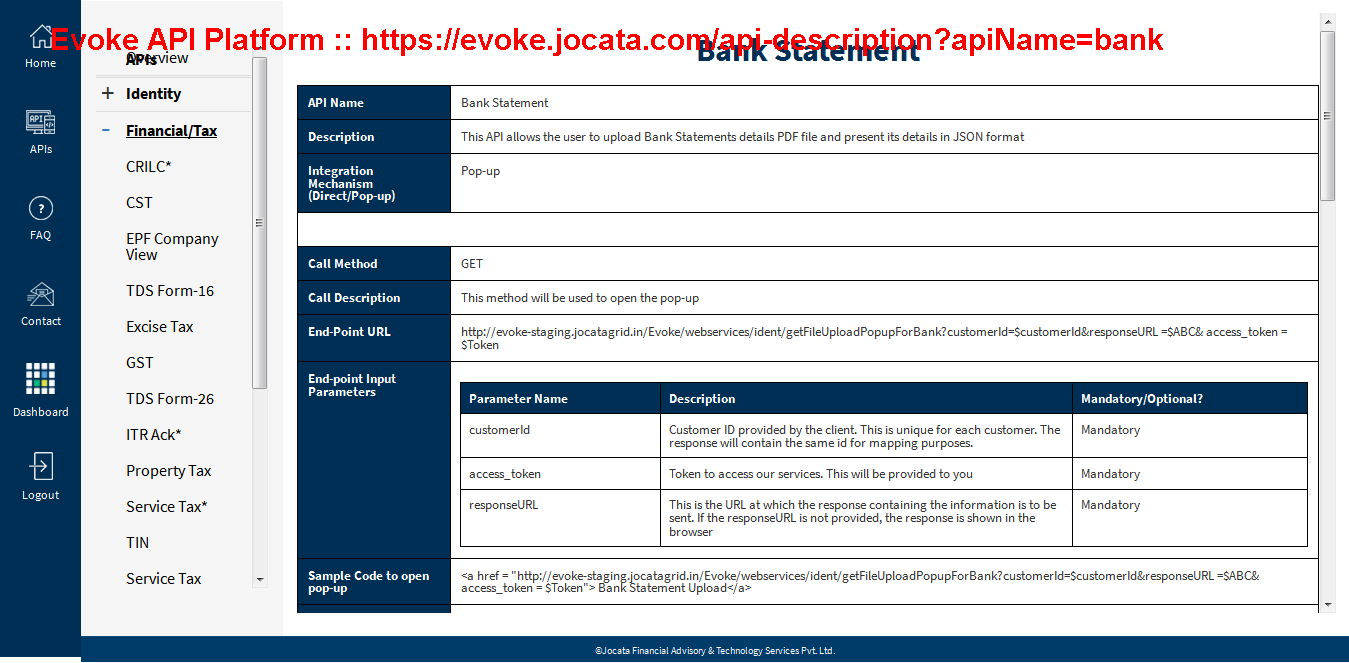 Evoke API Platform :: https://evoke.jocata.com/api-description?apiName=bank
Home
APIs
FAQ
Contact
Dashboard
Logout
Overview
APIs
+ Identity
− Financial/Tax
CRILC*
CST
EPF Company
View
TDS Form-16
Excise Tax
GST
TDS Form-26
ITR Ack*
Property Tax
Service Tax*
TIN
Service Tax
Bank Statement
API Name
Bank Statement
Description
This API allows the user to upload Bank Statements details PDF file and present its details in JSON format
Integration
Mechanism
(Direct/Pop-up)
Pop-up
Call Method
GET
Call Description
This method will be used to open the pop-up
End-Point URL
http://evoke-staging.jocatagrid.in/Evoke/webservices/ident/getFileUploadPopupForBank?customerId=$customerId&responseURL =$ABC& access_token =
$Token
End-point Input
Parameters
Parameter Name
Description
Mandatory/Optional?
customerId
Customer ID provided by the client. This is unique for each customer. The
response will contain the same id for mapping purposes.
Mandatory
access_token
Token to access our services. This will be provided to you
Mandatory
responseURL
This is the URL at which the response containing the information is to be
sent. If the responseURL is not provided, the response is shown in the
browser
Mandatory
Sample Code to open
pop-up
<a href = "http://evoke-staging.jocatagrid.in/Evoke/webservices/ident/getFileUploadPopupForBank?customerId=$customerId&responseURL =$ABC&
access_token = $Token"> Bank Statement Upload</a>
©Jocata Financial Advisory & Technology Services Pvt. Ltd.